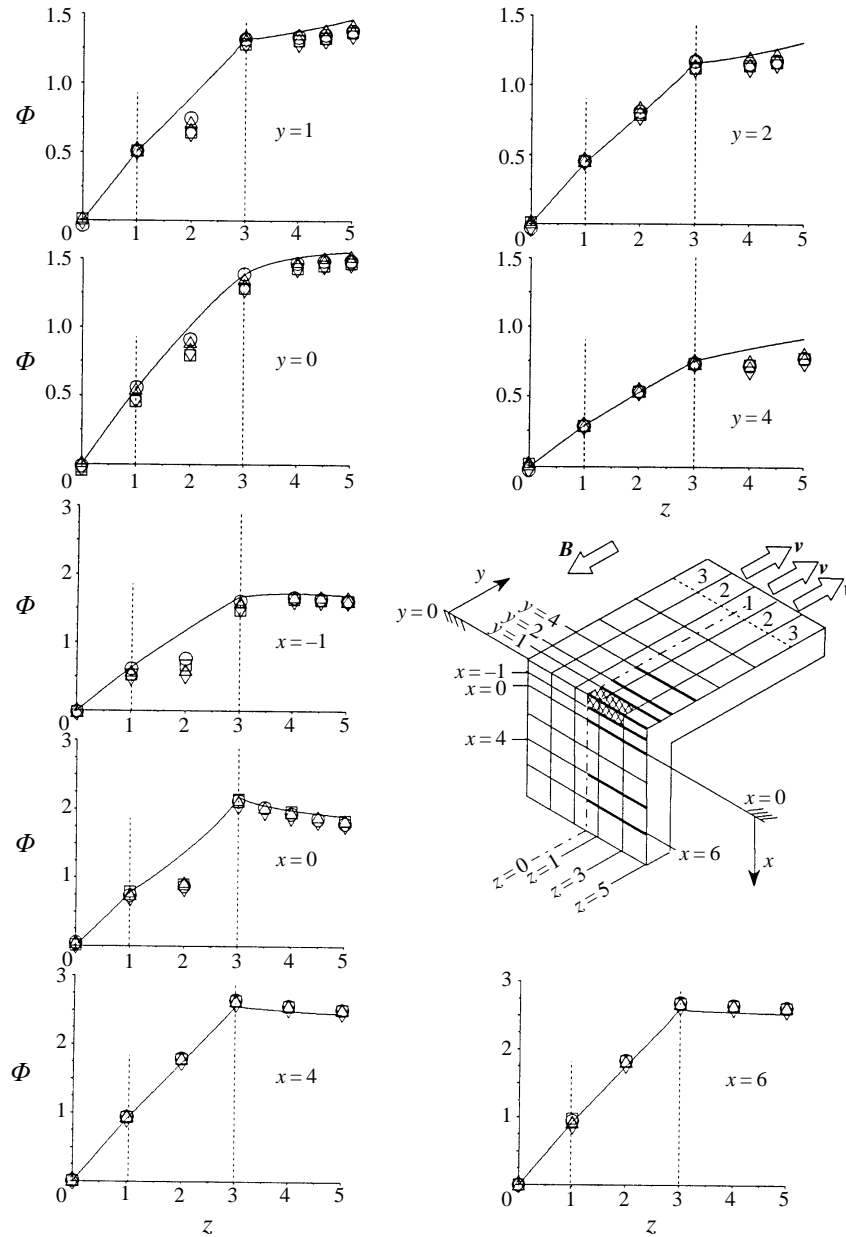 1.5
1.0
0.5
0
Φ
y = 1
1 2 3 4 5
1.5
1.0
0.5
0
y = 2
1 2 3 4 5
1.5
1.0
0.5
0
Φ
y = 0
1 2 3 4 5
1.5
1.0
0.5
0
y = 4
1 2 3 4 5
z
3
2
1
0
Φ
x = −1
1 2 3 4 5
B
v
v
v
y
y = 0
y = 4
y = 2
y = 1
3
2
1
2
3
x = −1
x = 0
x = 4
x = 0
x
x = 6
z = 0
z = 1
z = 3
z = 5
3
2
1
0
Φ
x = 0
1 2 3 4 5
3
2
1
0
Φ
x = 4
1 2 3 4 5
z
3
2
1
0
x = 6
1 2 3 4 5
z